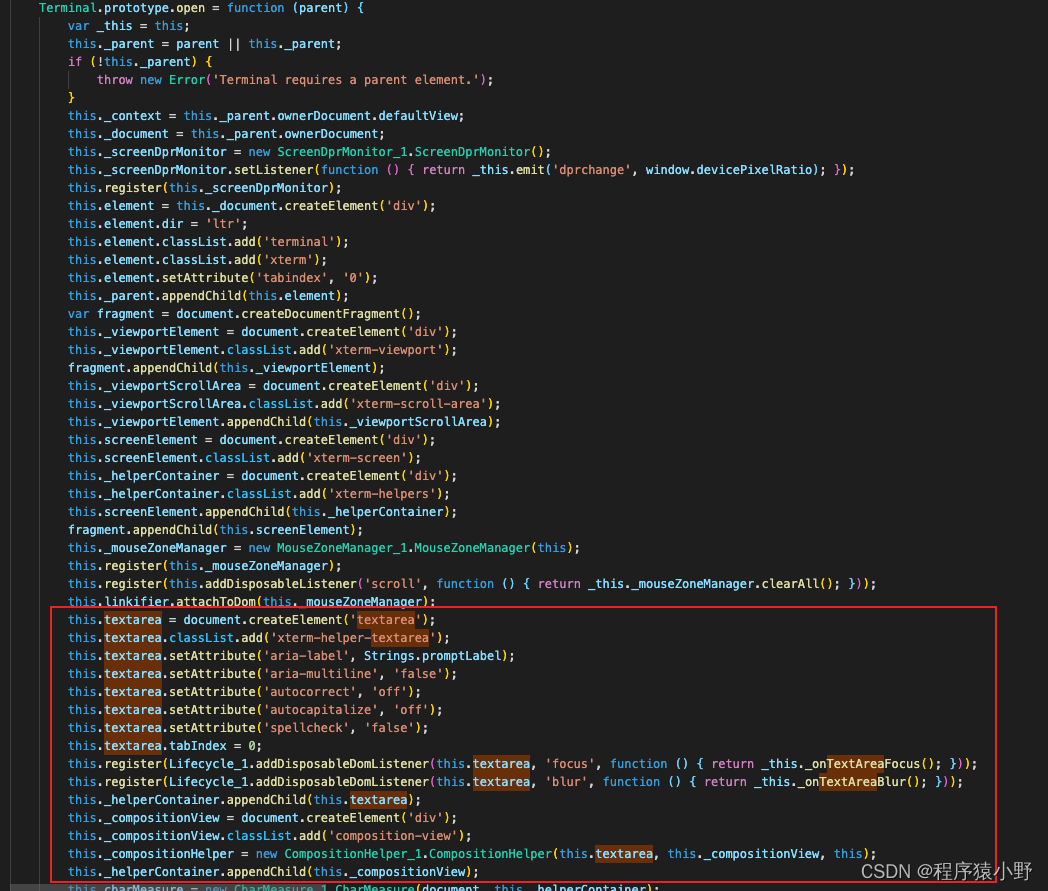 Terminal.prototype.open = function (parent) {
var _this = this;
this._parent = parent || this._parent;
if (!this._parent) {
throw new Error('Terminal requires a parent element.');
}
this._context = this._parent.ownerDocument.defaultView;
this._document = this._parent.ownerDocument;
this._screenDprMonitor = new ScreenDprMonitor_1.ScreenDprMonitor();
this._screenDprMonitor.setListener(function () { return _this.emit('dprchange', window.devicePixelRatio); });
this.register(this._screenDprMonitor);
this.element = this._document.createElement('div');
this.element.dir = 'ltr';
this.element.classList.add('terminal');
this.element.classList.add('xterm');
this.element.setAttribute('tabindex', '0');
this._parent.appendChild(this.element);
var fragment = document.createDocumentFragment();
this._viewportElement = document.createElement('div');
this._viewportElement.classList.add('xterm-viewport');
fragment.appendChild(this._viewportElement);
this._viewportScrollArea = document.createElement('div');
this._viewportScrollArea.classList.add('xterm-scroll-area');
this._viewportElement.appendChild(this._viewportScrollArea);
this.screenElement = document.createElement('div');
this.screenElement.classList.add('xterm-screen');
this._helperContainer = document.createElement('div');
this._helperContainer.classList.add('xterm-helpers');
this.screenElement.appendChild(this._helperContainer);
fragment.appendChild(this.screenElement);
this._mouseZoneManager = new MouseZoneManager_1.MouseZoneManager(this);
this.register(this._mouseZoneManager);
this.register(this.addDisposableListener('scroll', function () { return _this._mouseZoneManager.clearAll(); }));
this.linkifier.attachToDom(this._mouseZoneManager);
this.textarea = document.createElement('textarea');
this.textarea.classList.add('xterm-helper-textarea');
this.textarea.setAttribute('aria-label', Strings.promptLabel);
this.textarea.setAttribute('aria-multiline', 'false');
this.textarea.setAttribute('autocorrect', 'off');
this.textarea.setAttribute('autocapitalize', 'off');
this.textarea.setAttribute('spellcheck', 'false');
this.textarea.tabIndex = 0;
this.register(Lifecycle_1.addDisposableDomListener(this.textarea, 'focus', function () { return _this._onTextAreaFocus(); }));
this.register(Lifecycle_1.addDisposableDomListener(this.textarea, 'blur', function () { return _this._onTextAreaBlur(); }));
this._helperContainer.appendChild(this.textarea);
this._compositionView = document.createElement('div');
this._compositionView.classList.add('composition-view');
this._compositionHelper = new CompositionHelper_1.CompositionHelper(this.textarea, this._compositionView, this);
this._helperContainer.appendChild(this._compositionView);
this.charMeasure = new CharMeasure_1.CharMeasure(document, this._helperContainer);
CSDN @程序猿小野